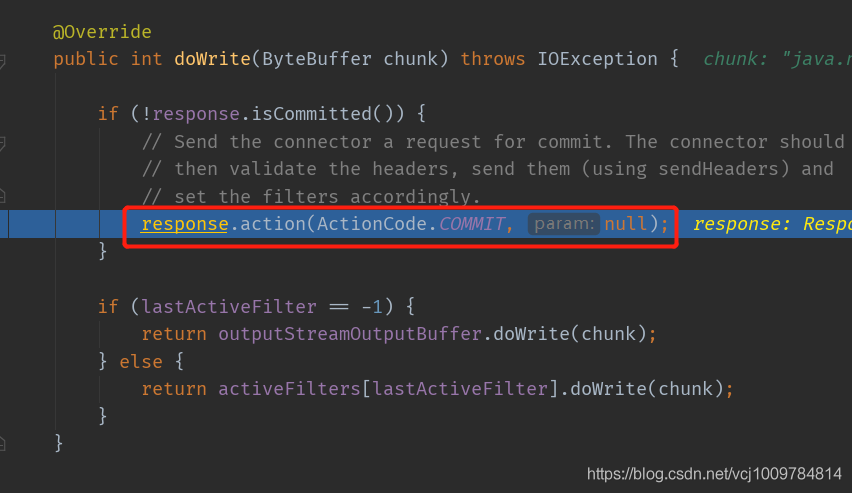 @Override
public int doWrite(ByteBuffer chunk) throws IOException {  chunk: "java.n
if (!response.isCommitted()) {
// Send the connector a request for commit. The connector should
// then validate the headers, send them (using sendHeaders) and
// set the filters accordingly.
response.action(ActionCode.COMMIT, param: null);  response: Respo
}
if (lastActiveFilter == -1) {
return outputStreamOutputBuffer.doWrite(chunk);
} else {
return activeFilters[lastActiveFilter].doWrite(chunk);
}
}
https://blog.csdn.net/vcj1009784814